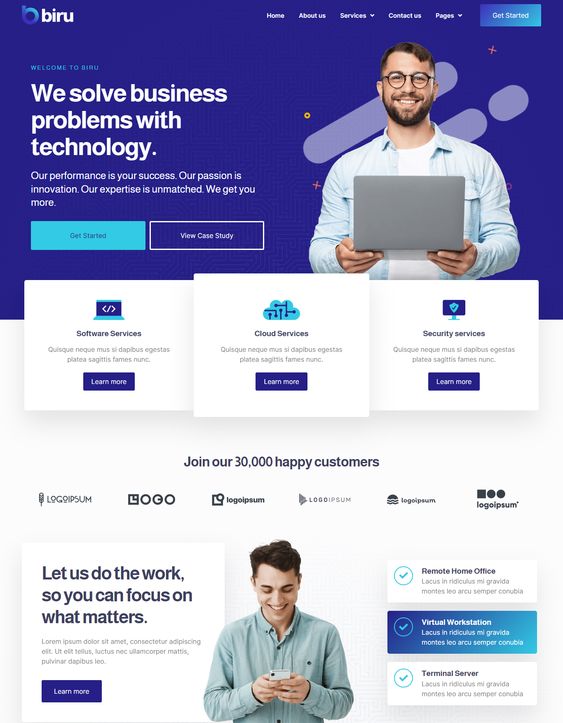 biru
Home About us Services Contact us Pages Get Started
WELCOME TO BIRU
We solve business
problems with
technology.
Our performance is your success. Our passion is
innovation. Our expertise is unmatched. We get you
more.
Get Started View Case Study
</>
Software Services
Quisque neque mus si dapibus egestas
platea sagittis fames nunc.
Learn more
Cloud Services
Quisque neque mus si dapibus egestas
platea sagittis fames nunc.
Learn more
Security services
Quisque neque mus si dapibus egestas
platea sagittis fames nunc.
Learn more
Join our 30,000 happy customers
LOGOIPSUM LOGO logoipsum LOGOIPSUM logoipsum logoipsum
Let us do the work,
so you can focus on
what matters.
Lorem ipsum dolor sit amet, consectetur adipiscing
elit. Ut elit tellus, luctus nec ullamcorper mattis,
pulvinar dapibus leo.
Learn more
Remote Home Office
Lacus in ridiculus mi gravida
montes leo arcu semper conubia
Virtual Workstation
Lacus in ridiculus mi gravida
montes leo arcu semper conubia
Terminal Server
Lacus in ridiculus mi gravida
montes leo arcu semper conubia